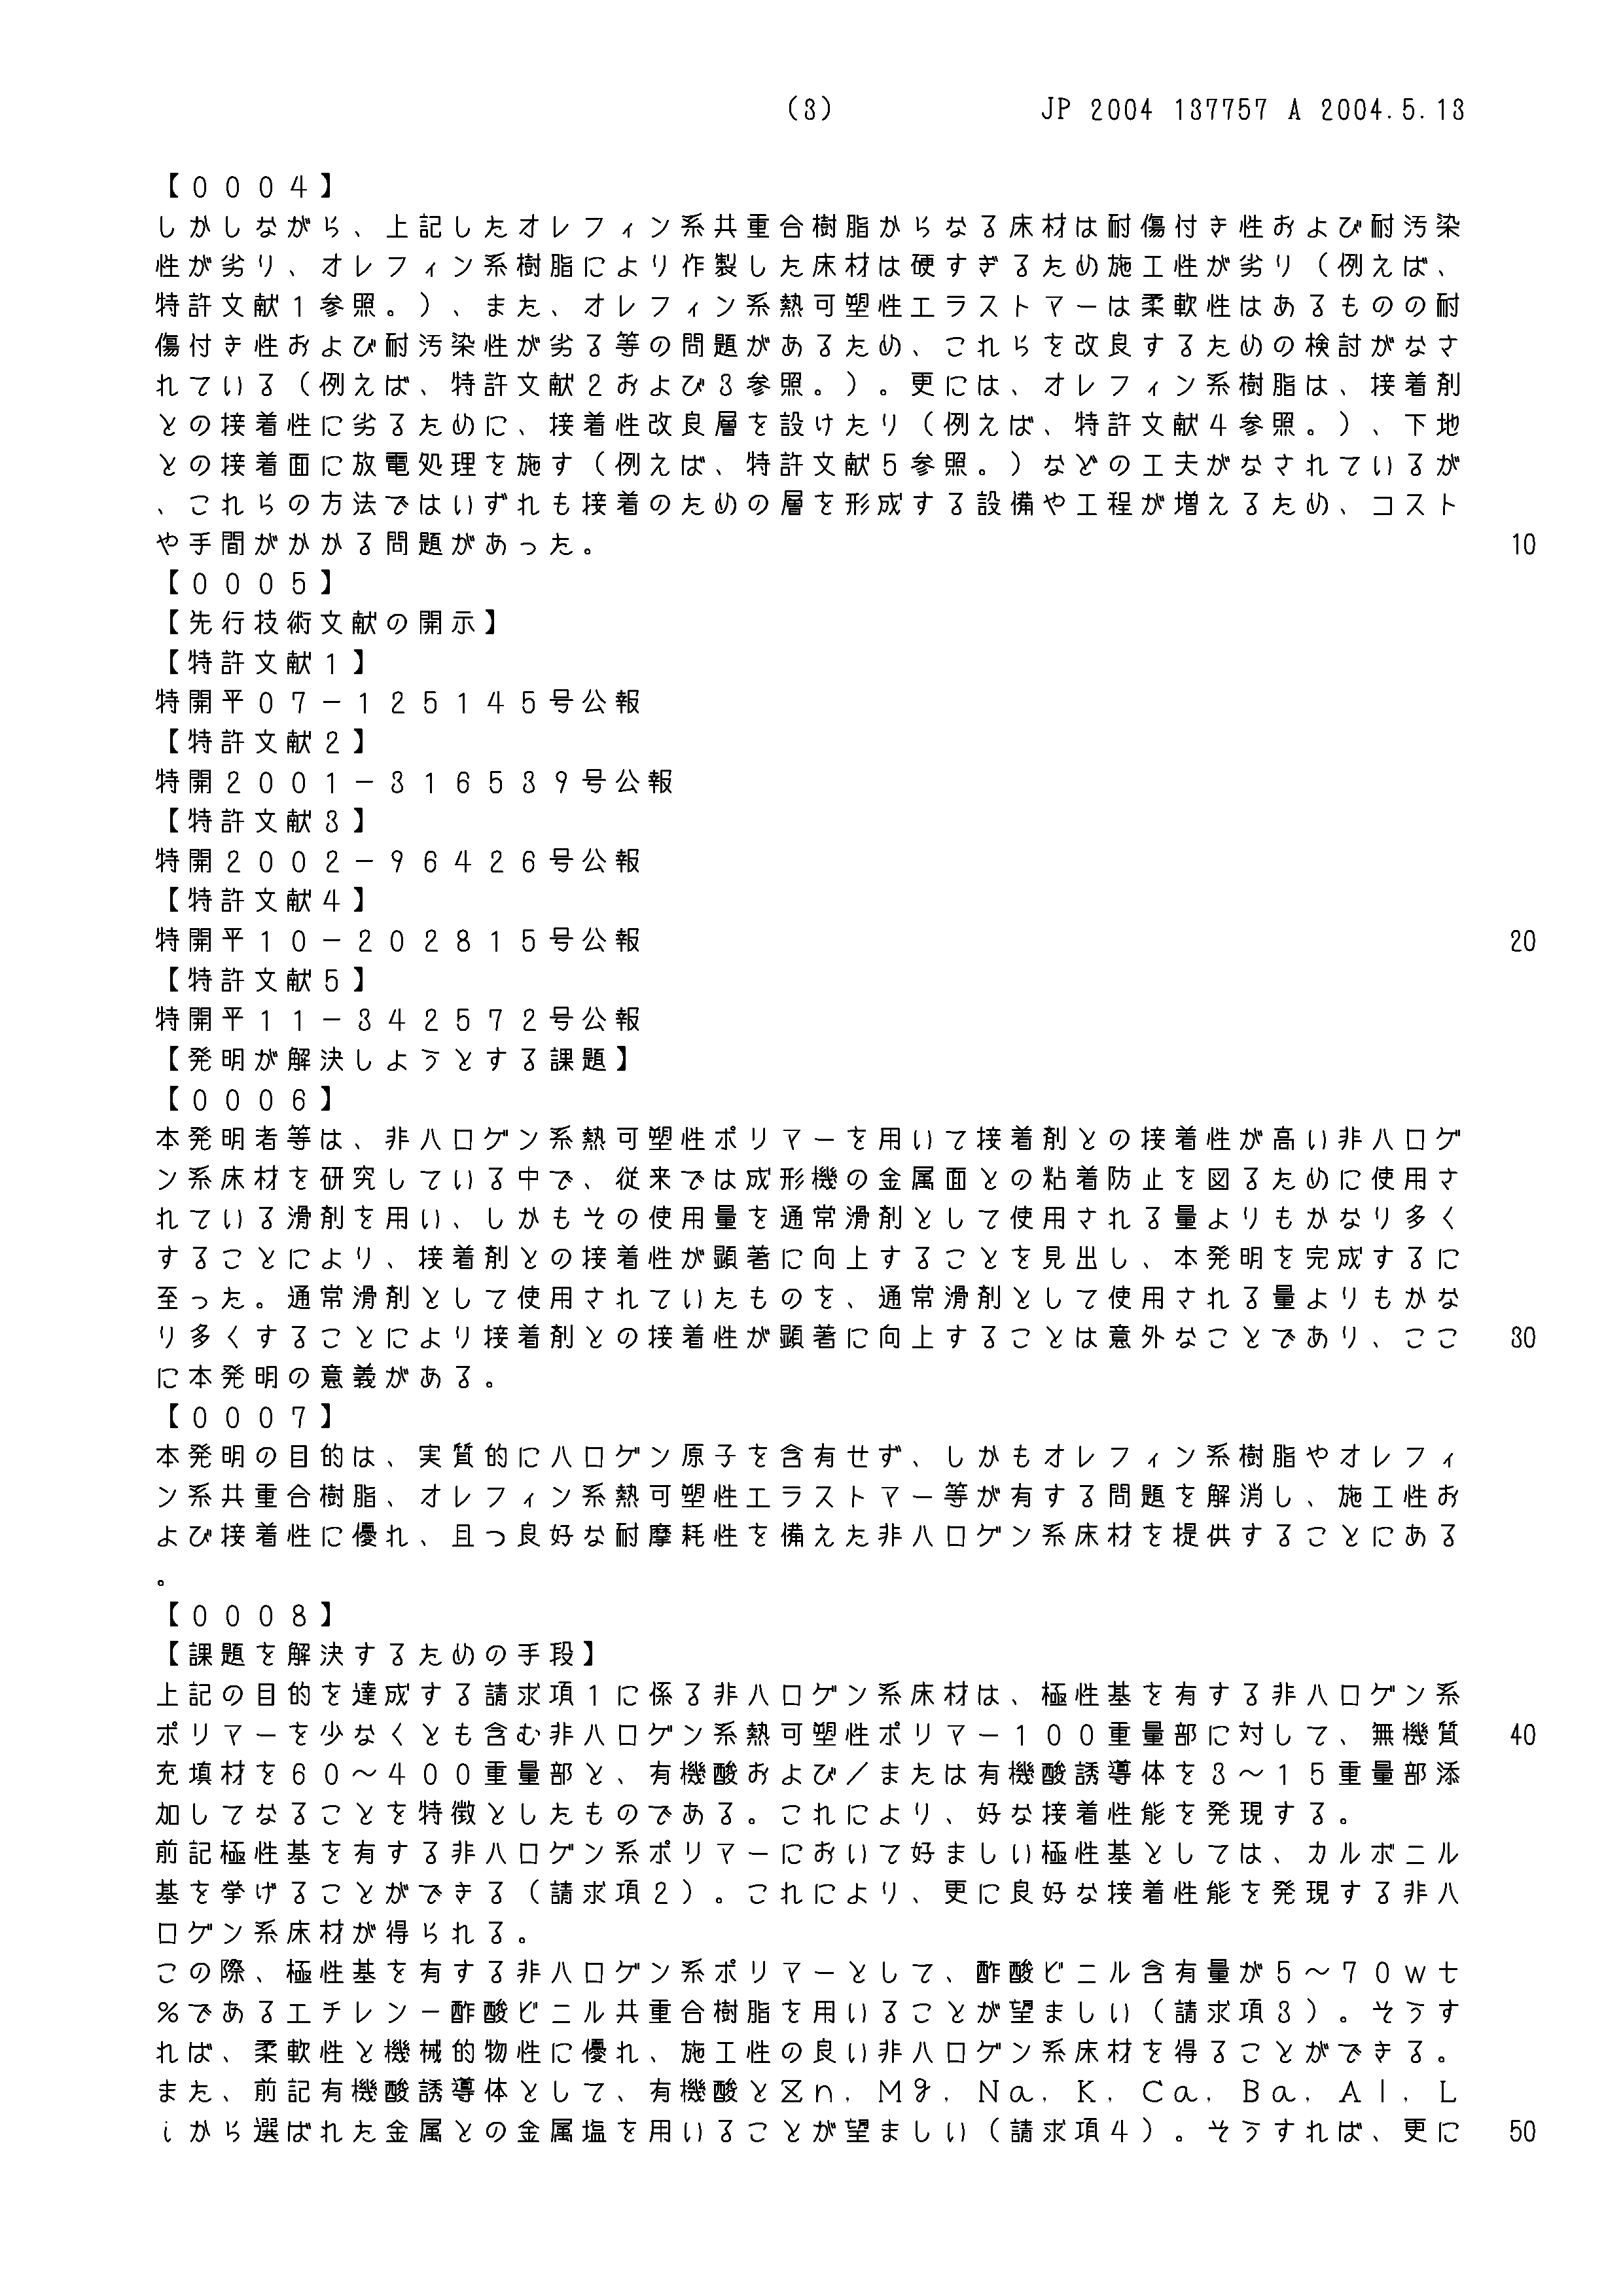 (3) JP 2004 137757 A 2004.5.13
【０００４】
しかしながら、上記したオレフィン系共重合樹脂からなる床材は耐傷付き性および耐汚染
性が劣り、オレフィン系樹脂により作製した床材は硬すぎるため施工性が劣り（例えば、
特許文献１参照。）、また、オレフィン系熱可塑性エラストマーは柔軟性はあるものの耐
傷付き性および耐汚染性が劣る等の問題があるため、これらを改良するための検討がなさ
れている（例えば、特許文献２および３参照。）。更には、オレフィン系樹脂は、接着剤
との接着性に劣るために、接着性改良層を設けたり（例えば、特許文献４参照。）、下地
との接着面に放電処理を施す（例えば、特許文献５参照。）などの工夫がなされているが
、これらの方法ではいずれも接着のための層を形成する設備や工程が増えるため、コスト
や手間がかかる問題があった。 10
【０００５】
【先行技術文献の開示】
【特許文献１】
特開平０７－１２５１４５号公報
【特許文献２】
特開２００１－３１６５３９号公報
【特許文献３】
特開２００２－９６４２６号公報
【特許文献４】
特開平１０－２０２８１５号公報 20
【特許文献５】
特開平１１－３４２５７２号公報
【発明が解決しようとする課題】
【０００６】
本発明者等は、非ハロゲン系熱可塑性ポリマーを用いて接着剤との接着性が高い非ハロゲ
ン系床材を研究している中で、従来では成形機の金属面との粘着防止を図るために使用さ
れている滑剤を用い、しかもその使用量を通常滑剤として使用される量よりもかなり多く
することにより、接着剤との接着性が顕著に向上することを見出し、本発明を完成するに
至った。通常滑剤として使用されていたものを、通常滑剤として使用される量よりもかな
り多くすることにより接着剤との接着性が顕著に向上することは意外なことであり、ここ 30
に本発明の意義がある。
【０００７】
本発明の目的は、実質的にハロゲン原子を含有せず、しかもオレフィン系樹脂やオレフィ
ン系共重合樹脂、オレフィン系熱可塑性エラストマー等が有する問題を解消し、施工性お
よび接着性に優れ、且つ良好な耐摩耗性を備えた非ハロゲン系床材を提供することにある
。
【０００８】
【課題を解決するための手段】
上記の目的を達成する請求項１に係る非ハロゲン系床材は、極性基を有する非ハロゲン系
ポリマーを少なくとも含む非ハロゲン系熱可塑性ポリマー１００重量部に対して、無機質 40
充填材を６０～４００重量部と、有機酸および／または有機酸誘導体を３～１５重量部添
加してなることを特徴としたものである。これにより、好な接着性能を発現する。
前記極性基を有する非ハロゲン系ポリマーにおいて好ましい極性基としては、カルボニル
基を挙げることができる（請求項２）。これにより、更に良好な接着性能を発現する非ハ
ロゲン系床材が得られる。
この際、極性基を有する非ハロゲン系ポリマーとして、酢酸ビニル含有量が５～７０ｗｔ
％であるエチレン－酢酸ビニル共重合樹脂を用いることが望ましい（請求項３）。そうす
れば、柔軟性と機械的物性に優れ、施工性の良い非ハロゲン系床材を得ることができる。
また、前記有機酸誘導体として、有機酸とＺｎ，Ｍｇ，Ｎａ，Ｋ，Ｃａ，Ｂａ，Ａｌ，Ｌ
ｉから選ばれた金属との金属塩を用いることが望ましい（請求項４）。そうすれば、更に 50